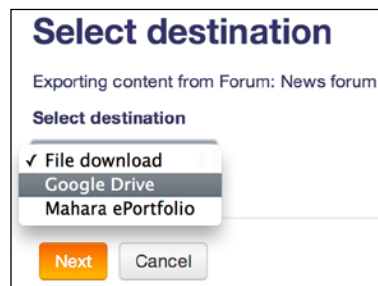 Select destination
Exporting content from Forum: News forum
Select destination
✓ File download
Google Drive
Mahara ePortfolio
Next
Cancel